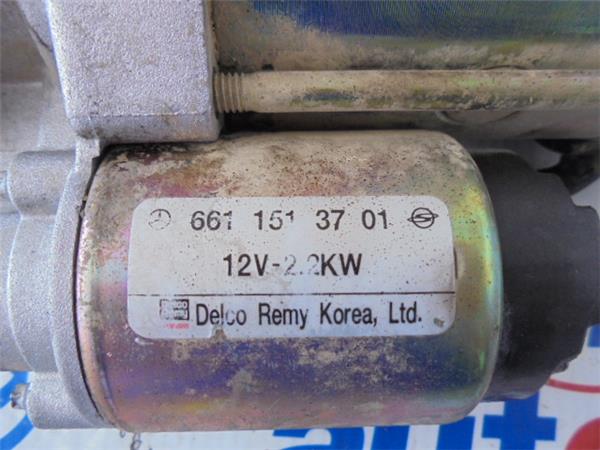 661 151 37 01
12V-2.2KW
Delco Remy Korea, Ltd.